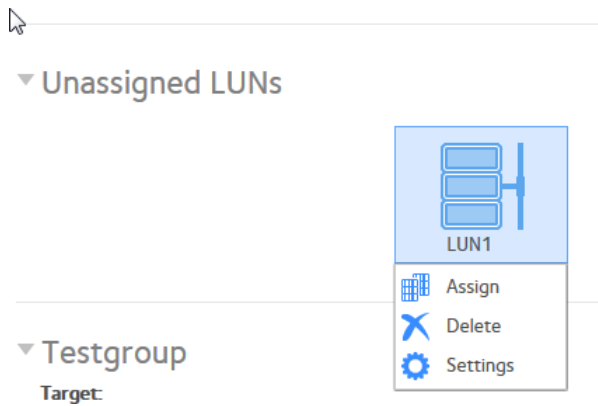 Unassigned LUNs
LUN1
Assign
Delete
Settings
Testgroup
Target: